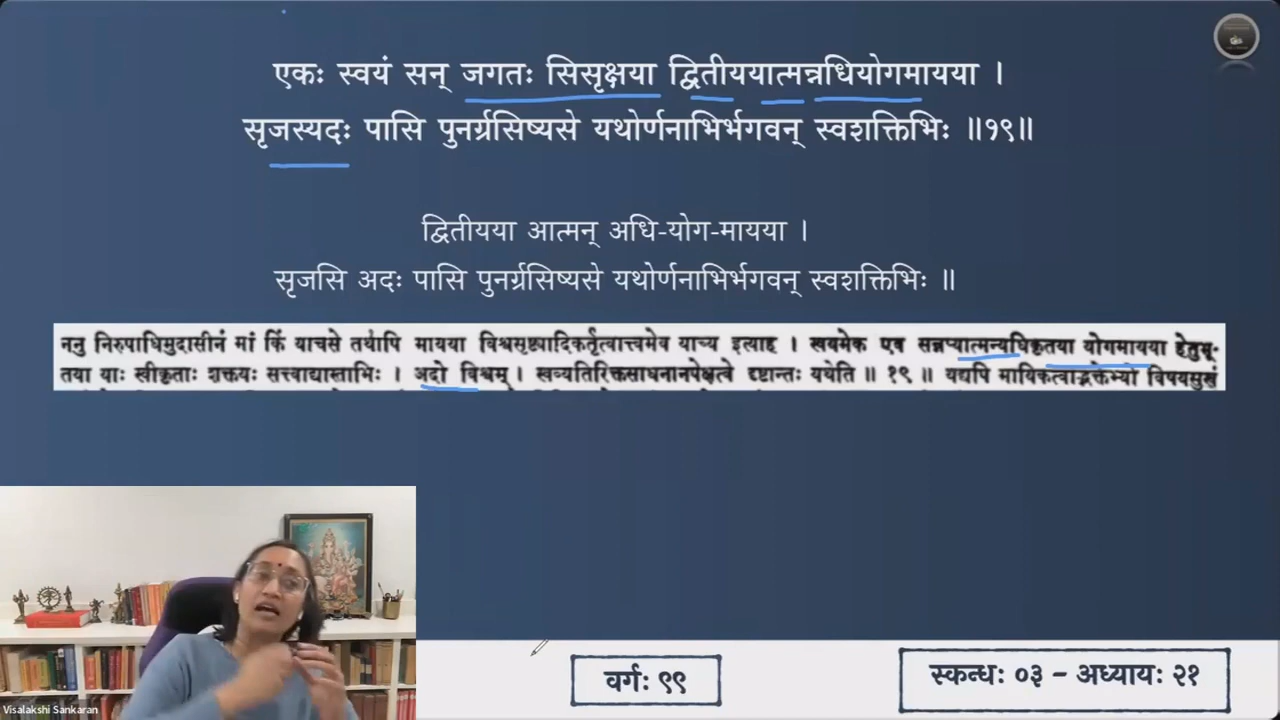 एकः स्वयं सन् जगतः सिसृक्षया द्वितीययात्मन्नधियोगमायया ।
सृजस्यदः पासि पुनर्ग्रसिष्यसे यथोर्णनाभिर्भगवन् स्वशक्तिभिः ॥१९॥
द्वितीयया आत्मन् अधि-योग-मायया ।
सृजसि अदः पासि पुनर्ग्रसिष्यसे यथोर्णनाभिर्भगवन् स्वशक्तिभिः ॥
ननु निरुपाधिमुदासीनं मां किं याचसे तथापि मायया विश्वसृष्ट्यादिकर्तृत्वात्त्वमेव याच्य इत्याह । स्वयमेक एव सन्नप्यात्मन्यधिकृतया योगमायया हेतुभू-
तया याः स्वीकृताः शक्तयः सत्त्वाद्यास्ताभिः । अदो विश्वम् । स्वव्यतिरिक्तसाधनानपेक्षत्वे दृष्टान्तः यथेति ॥ १९ ॥ यद्यपि मायिकत्वाद्भक्तेभ्यो विषयसुखं
Visalakshi Sankaran
वर्गः ९९
स्कन्धः ०३ – अध्यायः २१